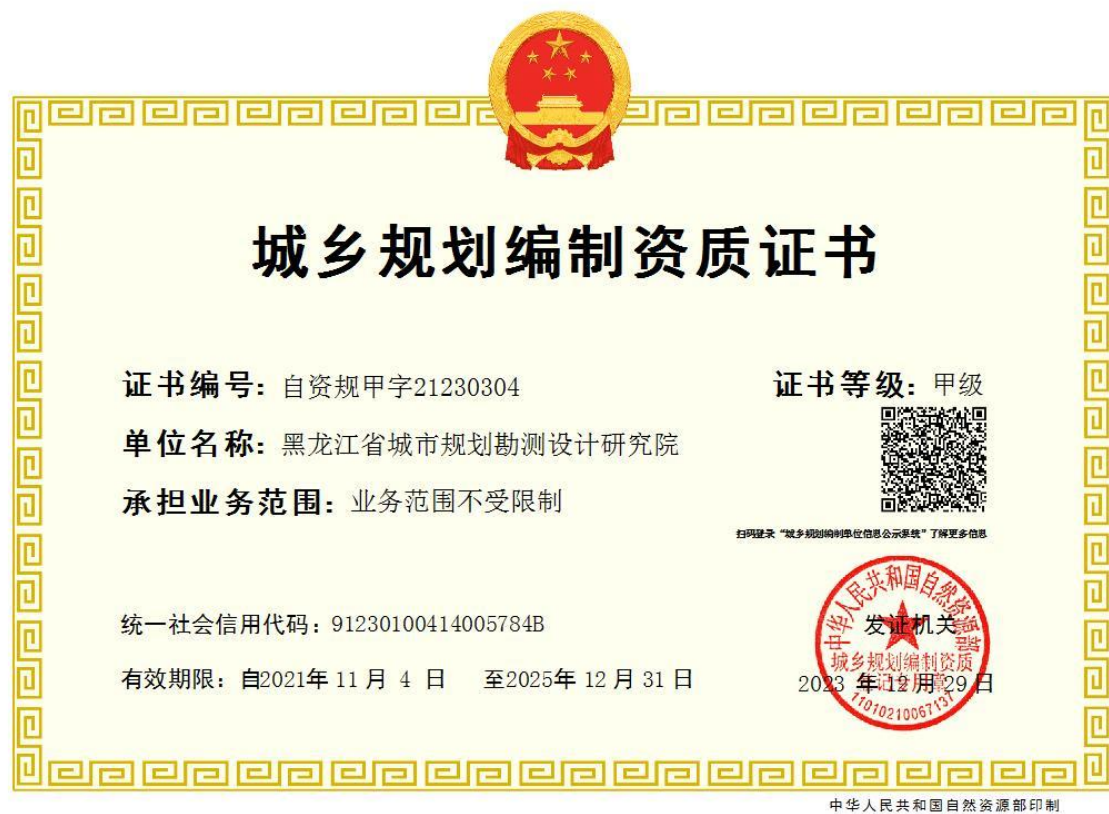 城乡规划编制资质证书
证书编号：自资规甲字21230304
证书等级：甲级
单位名称：黑龙江省城市规划勘测设计研究院
承担业务范围：业务范围不受限制
扫码登录“城乡规划编制单位信息公示系统”了解更多信息
统一社会信用代码：91230100414005784B
有效期限：自2021年 11 月 4 日 至2025年 12 月 31 日
中华人民共和国自然资源部
发证机关
城乡规划编制资质
登记专用章
2023 年 12 月 29 日
11010210067137
中华人民共和国自然资源部印制